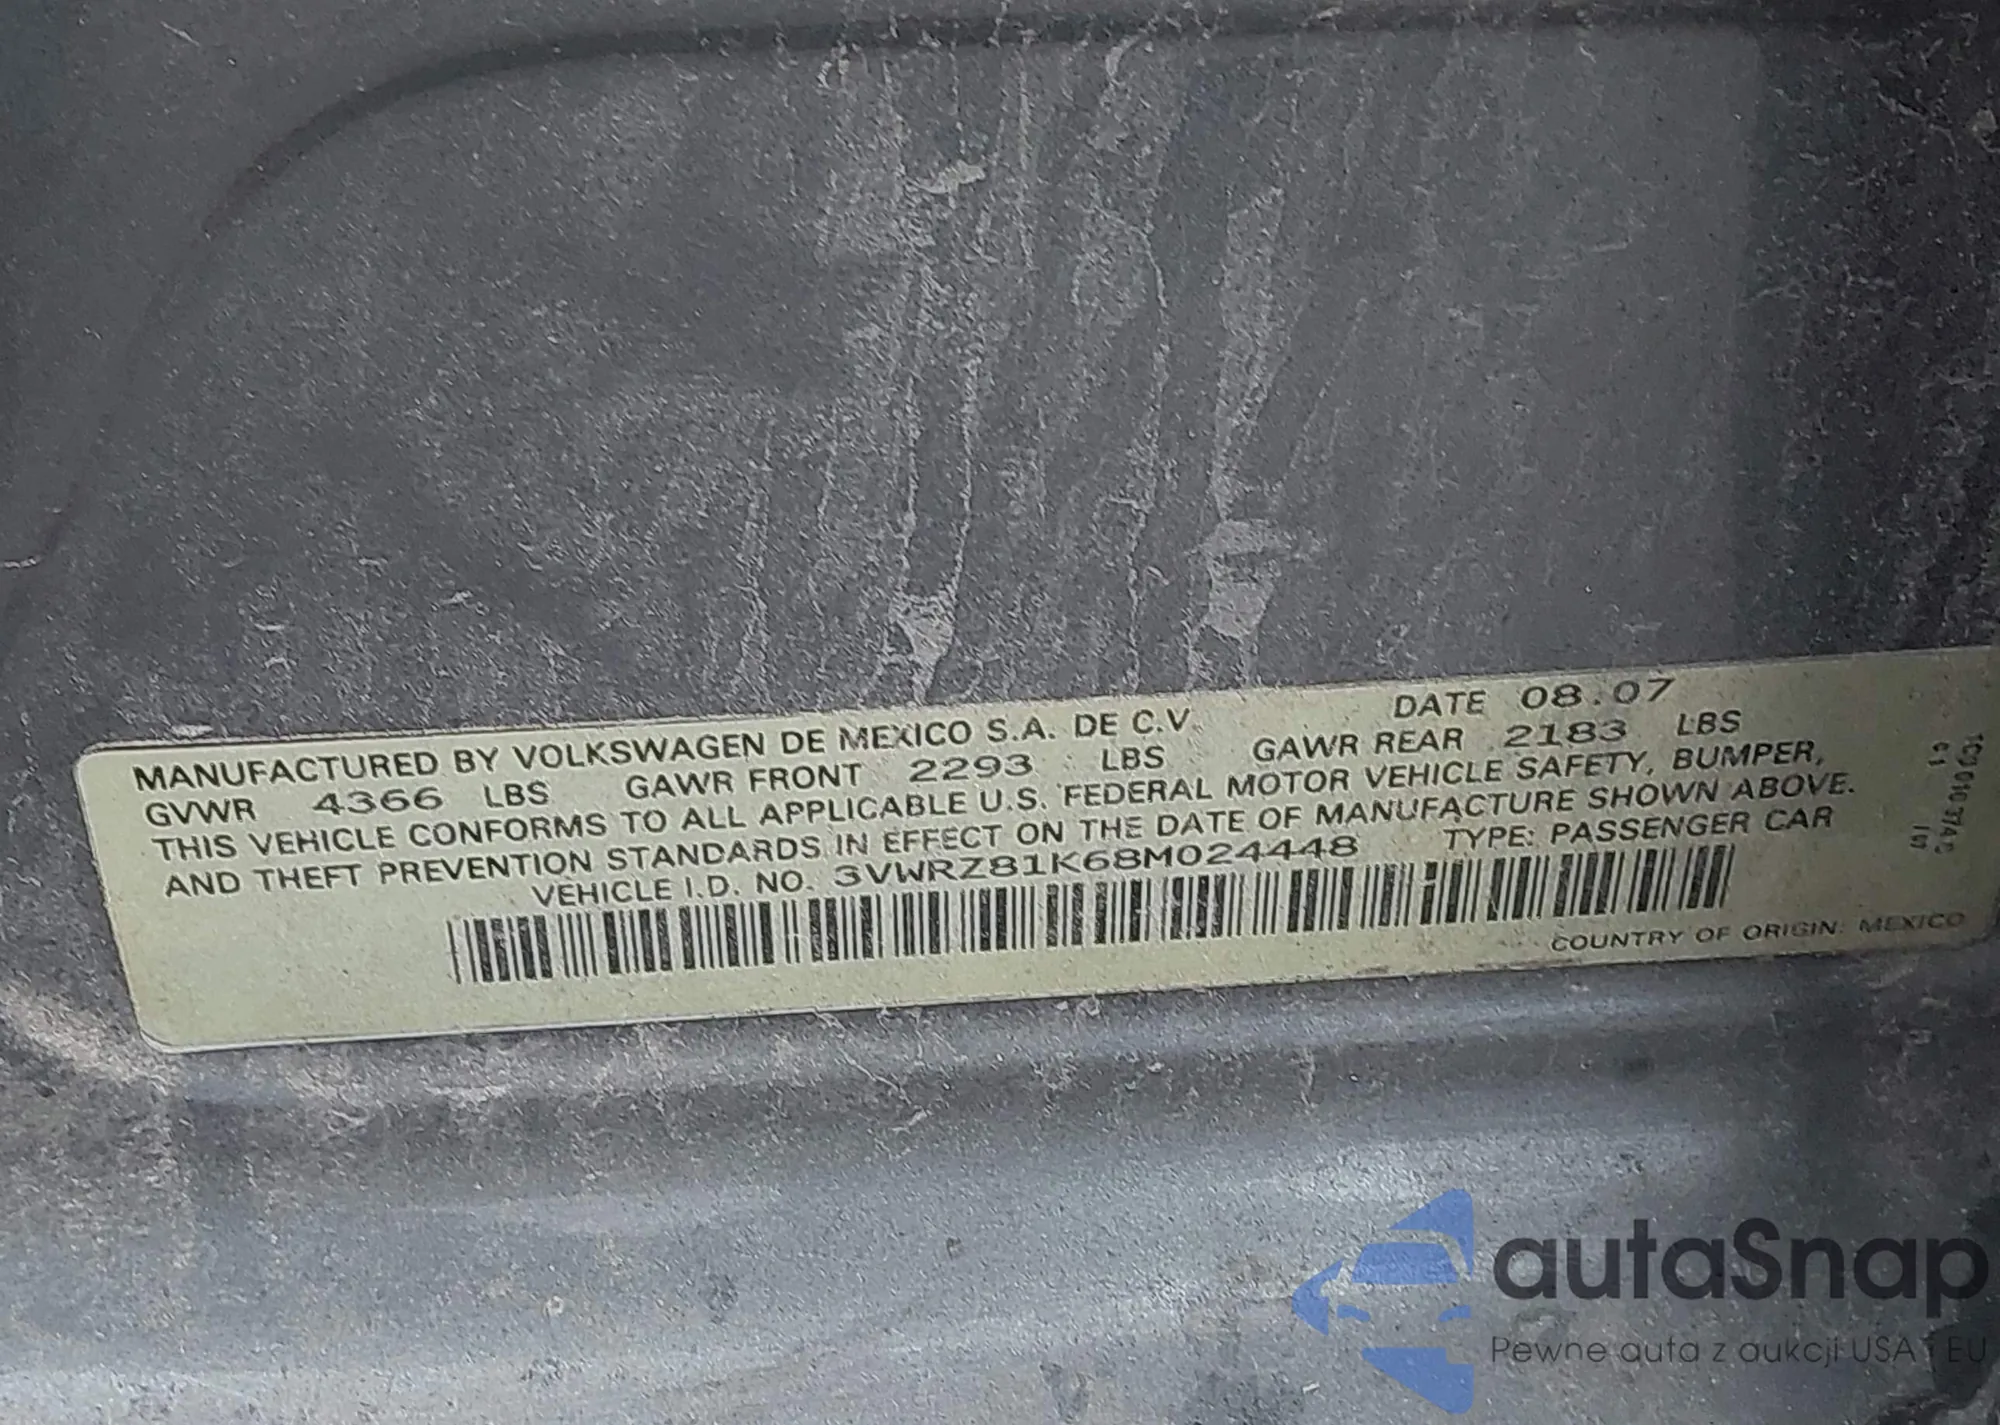 MANUFACTURED BY VOLKSWAGEN DE MEXICO S.A. DE C.V. DATE 08.07
GVWR 4366 LBS GAWR FRONT 2293 LBS GAWR REAR 2183 LBS
THIS VEHICLE CONFORMS TO ALL APPLICABLE U.S. FEDERAL MOTOR VEHICLE SAFETY, BUMPER,
AND THEFT PREVENTION STANDARDS IN EFFECT ON THE DATE OF MANUFACTURE SHOWN ABOVE.
VEHICLE I.D. NO. 3VWRZ81K68M024448 TYPE: PASSENGER CAR
COUNTRY OF ORIGIN: MEXICO
autaSnap
Pewne auta z aukcji USA i EU